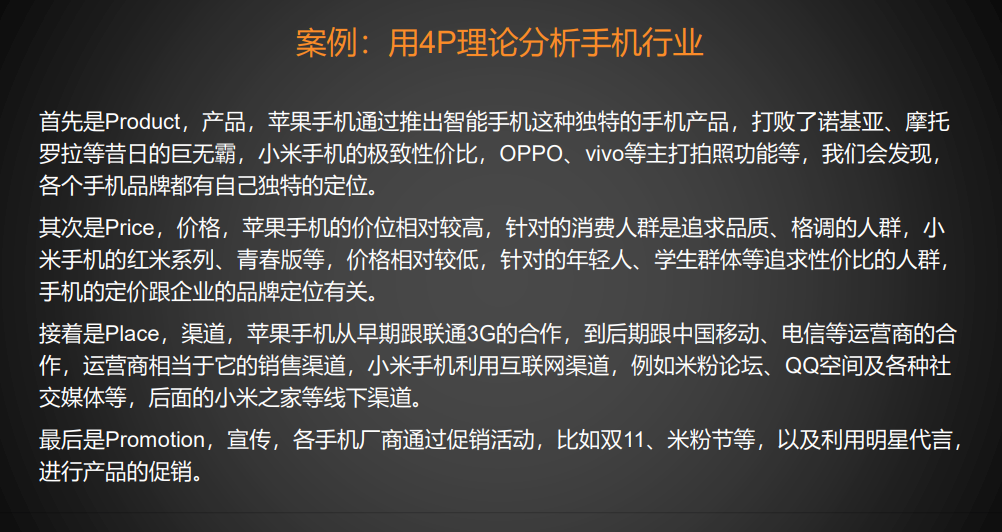 案例：用4P理论分析手机行业
首先是Product，产品，苹果手机通过推出智能手机这种独特的手机产品，打败了诺基亚、摩托
罗拉等昔日的巨无霸，小米手机的极致性价比，OPPO、vivo等主打拍照功能等，我们会发现，
各个手机品牌都有自己独特的定位。
其次是Price，价格，苹果手机的价位相对较高，针对的消费人群是追求品质、格调的人群，小
米手机的红米系列、青春版等，价格相对较低，针对的年轻人、学生群体等追求性价比的人群，
手机的定价跟企业的品牌定位有关。
接着是Place，渠道，苹果手机从早期跟联通3G的合作，到后期跟中国移动、电信等运营商的合
作，运营商相当于它的销售渠道，小米手机利用互联网渠道，例如米粉论坛、QQ空间及各种社
交媒体等，后面的小米之家等线下渠道。
最后是Promotion，宣传，各手机厂商通过促销活动，比如双11、米粉节等，以及利用明星代言，
进行产品的促销。